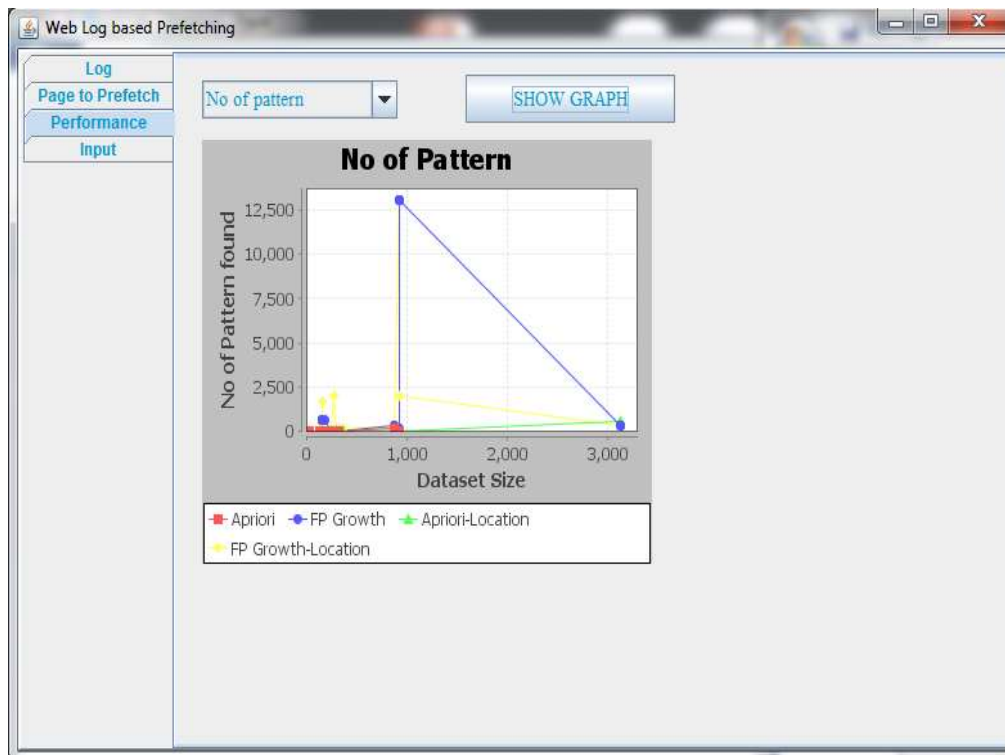 Web Log based Prefetching
Log
Page to Prefetch
Performance
Input
No of pattern
SHOW GRAPH
No of Pattern
No of Pattern found
12,500
10,000
7,500
5,000
2,500
0
0 1,000 2,000 3,000
Dataset Size
Apriori FP Growth Apriori-Location
FP Growth-Location